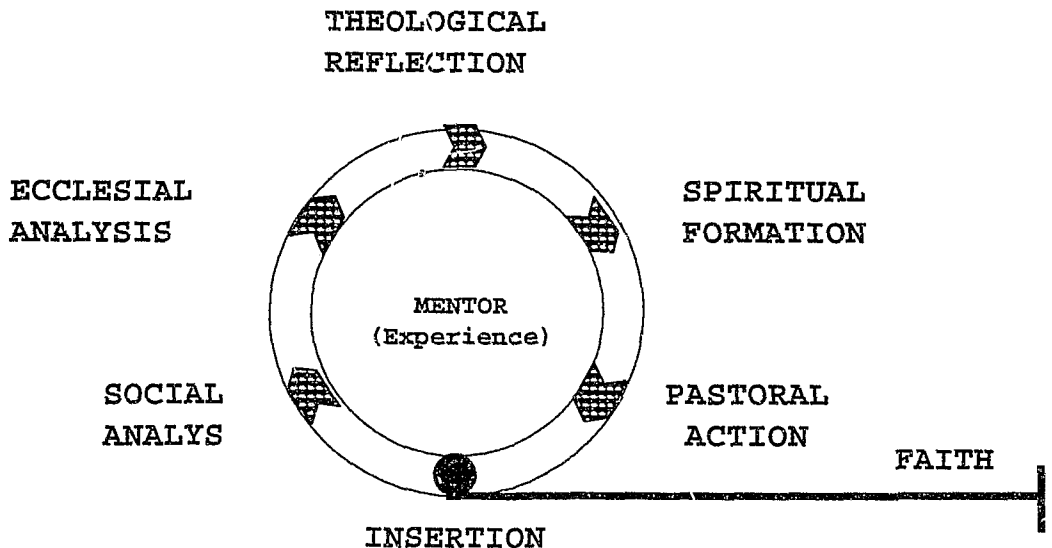 THEOLOGICAL
REFLECTION
ECCLESIAL
ANALYSIS
SPIRITUAL
FORMATION
MENTOR
(Experience)
SOCIAL
ANALYS
PASTORAL
ACTION
FAITH
INSERTION